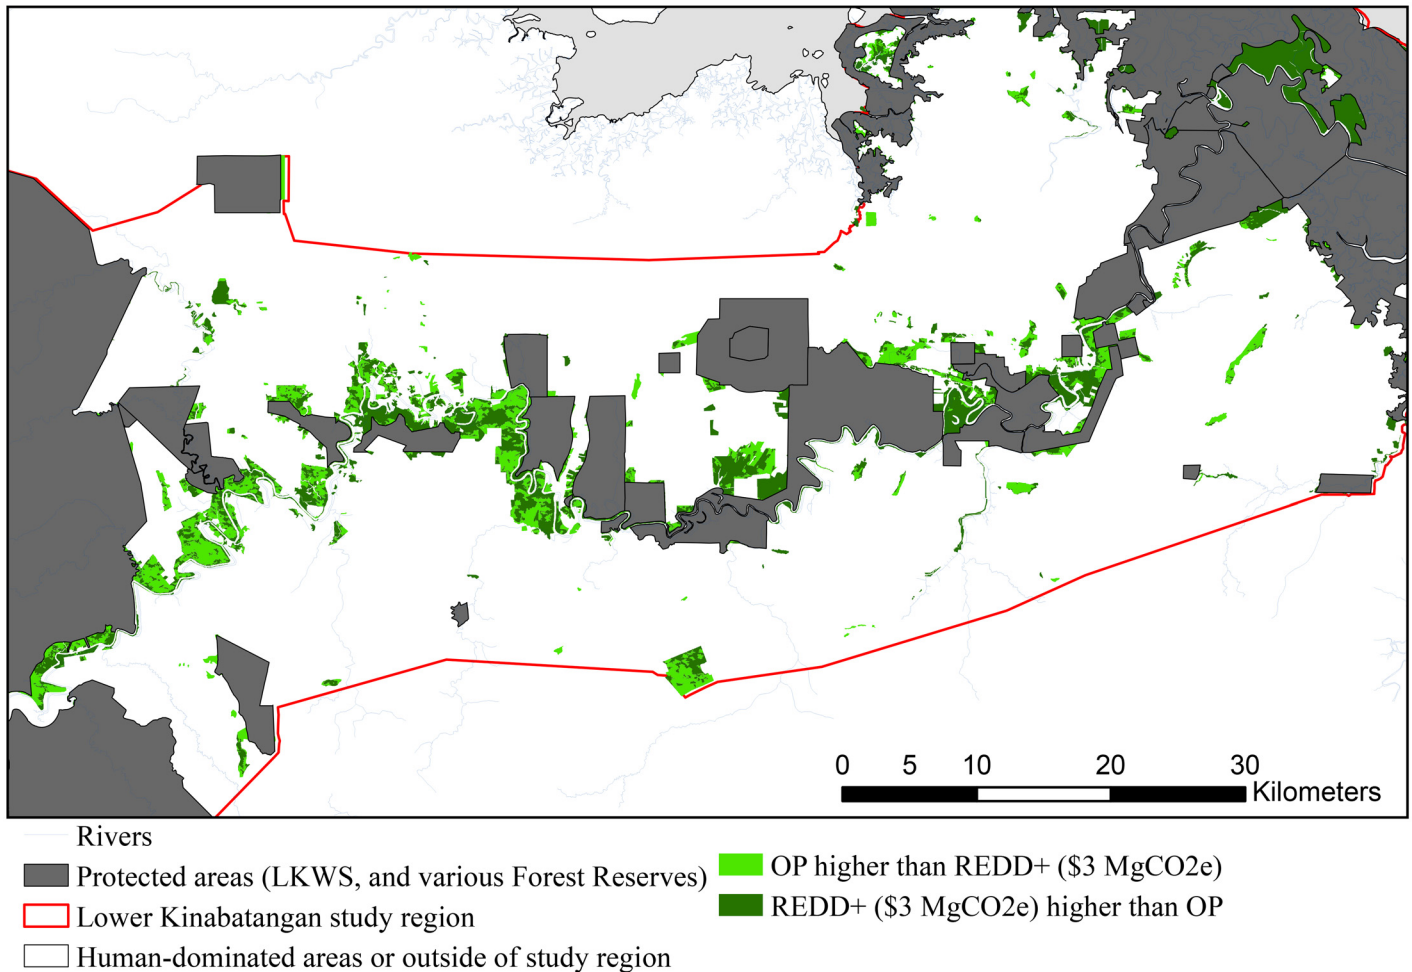 0 5 10 20 30
Kilometers
Rivers
Protected areas (LKWS, and various Forest Reserves)
Lower Kinabatangan study region
Human-dominated areas or outside of study region
OP higher than REDD+ ($3 MgCO2e)
REDD+ ($3 MgCO2e) higher than OP